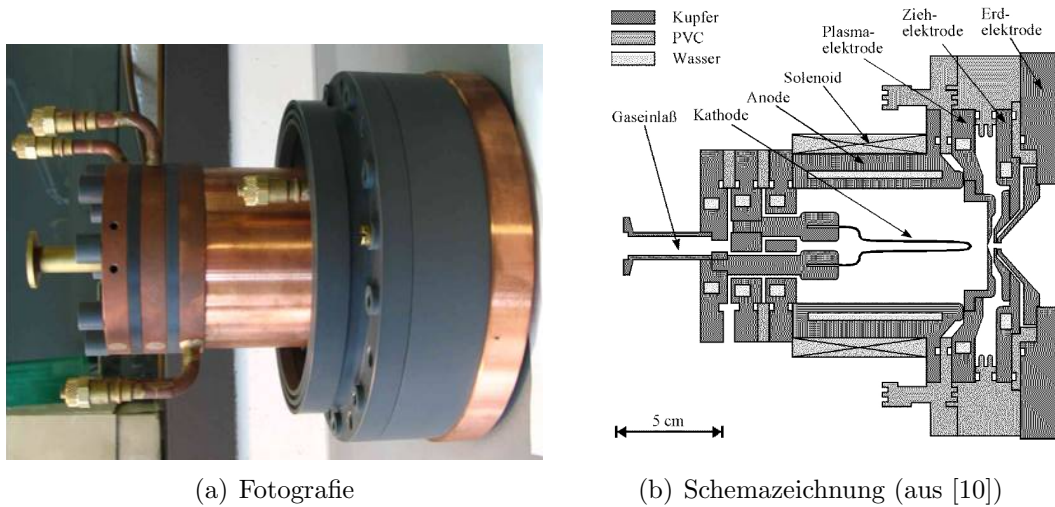 Kupfer
PVC
Wasser
Gaseinlaß
Kathode
Anode
Solenoid
Plasma-
elektrode
Zieh-
elektrode
Erd-
elektrode
5 cm
(a) Fotografie
(b) Schemazeichnung (aus [10])